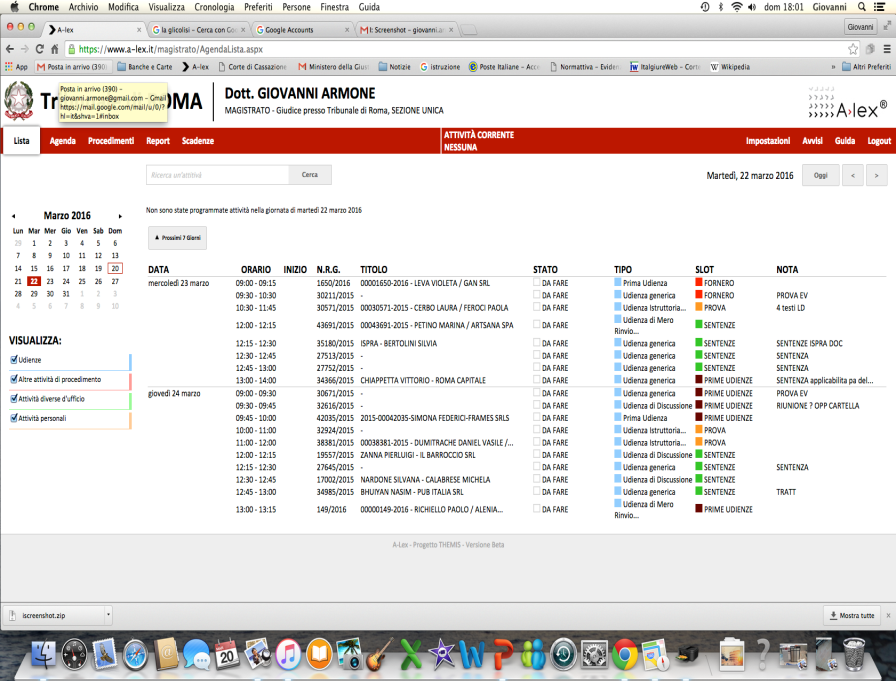 Chrome Archivio Modifica Visualizza Cronologia Preferiti Persone Finestra Guida dom 18:01 Giovanni
A-lex × G la glicolisi - Cerca con Goo × G Google Accounts × M I: Screenshot - giovanni.ar × Giovanni
https://www.a-lex.it/magistrato/AgendaLista.aspx
App Posta in arrivo (390) Banche e Carte A-lex Corte di Cassazione Ministero della Gius Notizie istruzione Poste Italiane - Acce Normattiva - Eviden ItalgiureWeb - Corte Wikipedia » Altri Preferiti
Posta in arrivo (390) -
giovanni.armone@gmail.com - Gmail
https://mail.google.com/mail/u/0/?
hl=it&shva=1#inbox
Dott. GIOVANNI ARMONE
MAGISTRATO - Giudice presso Tribunale di Roma, SEZIONE UNICA
A›lex®
Lista Agenda Procedimenti Report Scadenze ATTIVITÀ CORRENTE
NESSUNA
Impostazioni Avvisi Guida Logout
Ricerca un'attività Cerca Martedì, 22 marzo 2016 Oggi < >
Non sono state programmate attività nella giornata di martedì 22 marzo 2016
Marzo 2016
Lun Mar Mer Gio Ven Sab Dom
29 1 2 3 4 5 6
7 8 9 10 11 12 13
14 15 16 17 18 19 20
21 22 23 24 25 26 27
28 29 30 31 1 2 3
4 5 6 7 8 9 10
VISUALIZZA:
Udienze
Altre attività di procedimento
Attività diverse d'ufficio
Attività personali
Prossimi 7 Giorni
DATA ORARIO INIZIO N.R.G. TITOLO STATO TIPO SLOT NOTA
mercoledì 23 marzo 09:00 - 09:15 1650/2016 00001650-2016 - LEVA VIOLETA / GAN SRL DA FARE Prima Udienza FORNERO
09:30 - 10:30 30211/2015 - DA FARE Udienza generica FORNERO PROVA EV
10:30 - 11:45 30571/2015 00030571-2015 - CERBO LAURA / FEROCI PAOLA DA FARE Udienza Istruttoria... PROVA 4 testi LD
12:00 - 12:15 43691/2015 00043691-2015 - PETINO MARINA / ARTSANA SPA DA FARE Udienza di Mero
Rinvio... SENTENZE
12:15 - 12:30 35180/2015 ISPRA - BERTOLINI SILVIA DA FARE Udienza generica SENTENZE SENTENZE ISPRA DOC
12:30 - 12:45 27513/2015 - DA FARE Udienza generica SENTENZE SENTENZA
12:45 - 13:00 27752/2015 - DA FARE Udienza generica SENTENZE SENTENZA
13:00 - 14:00 34366/2015 CHIAPPETTA VITTORIO - ROMA CAPITALE DA FARE Udienza generica PRIME UDIENZE SENTENZA applicabilita pa del...
giovedì 24 marzo 09:00 - 09:30 30671/2015 - DA FARE Udienza generica PRIME UDIENZE PROVA EV
09:30 - 09:45 32616/2015 - DA FARE Udienza di Discussione PRIME UDIENZE RIUNIONE ? OPP CARTELLA
09:45 - 10:00 42035/2015 2015-00042035-SIMONA FEDERICI-FRAMES SRLS DA FARE Prima Udienza PRIME UDIENZE
10:00 - 11:00 32924/2015 - DA FARE Udienza Istruttoria... PROVA
11:00 - 12:00 38381/2015 00038381-2015 - DUMITRACHE DANIEL VASILE /... DA FARE Udienza Istruttoria... PROVA
12:00 - 12:15 19557/2015 ZANNA PIERLUIGI - IL BARROCCIO SRL DA FARE Udienza di Discussione SENTENZE
12:15 - 12:30 27645/2015 - DA FARE Udienza generica SENTENZE SENTENZA
12:30 - 12:45 17002/2015 NARDONE SILVANA - CALABRESE MICHELA DA FARE Udienza di Discussione SENTENZE
12:45 - 13:00 34985/2015 BHUIYAN NASIM - PUB ITALIA SRL DA FARE Udienza generica SENTENZE TRATT
13:00 - 13:15 149/2016 00000149-2016 - RICHIELLO PAOLO / ALENIA... DA FARE Udienza di Mero
Rinvio... PRIME UDIENZE
A-Lex - Progetto THEMIS - Versione Beta
iscreenshot.zip Mostra tutte